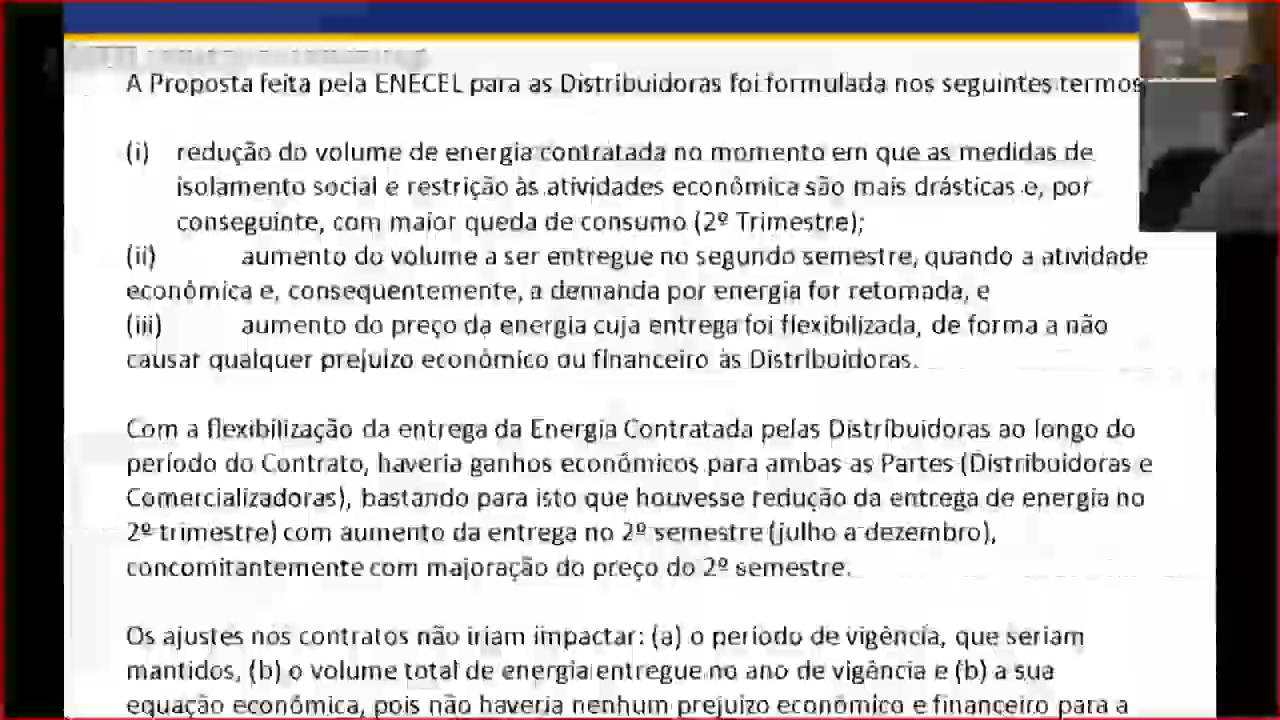 A Proposta feita pela ENECEL para as Distribuidoras foi formulada nos seguintes termos
(i) redução do volume de energia contratada no momento em que as medidas de
isolamento social e restrição às atividades econômica são mais drásticas e, por
conseguinte, com maior queda de consumo (2º Trimestre);
(ii) aumento do volume a ser entregue no segundo semestre, quando a atividade
econômica e, consequentemente, a demanda por energia for retomada, e
(iii) aumento do preço da energia cuja entrega foi flexibilizada, de forma a não
causar qualquer prejuízo econômico ou financeiro às Distribuidoras.
Com a flexibilização da entrega da Energia Contratada pelas Distribuidoras ao longo do
período do Contrato, haveria ganhos econômicos para ambas as Partes (Distribuidoras e
Comercializadoras), bastando para isto que houvesse redução da entrega de energia no
2º trimestre) com aumento da entrega no 2º semestre (julho a dezembro),
concomitantemente com majoração do preço do 2º semestre.
Os ajustes nos contratos não iriam impactar: (a) o período de vigência, que seriam
mantidos, (b) o volume total de energia entregue no ano de vigência e (b) a sua
equação econômica, pois não haveria nenhum prejuízo econômico e financeiro para a